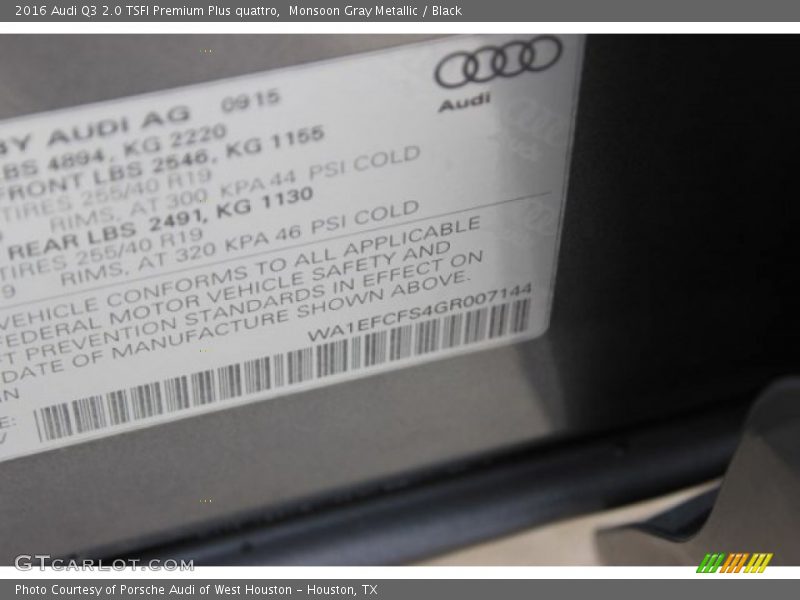 2016 Audi Q3 2.0 TSFI Premium Plus quattro, Monsoon Gray Metallic / Black
Audi
AUDI AG 0915
LBS 4894, KG 2220
FRONT LBS 2546, KG 1155
TIRES 255/40 R19
RIMS, AT 300 KPA 44 PSI COLD
REAR LBS 2491, KG 1130
TIRES 255/40 R19
RIMS, AT 320 KPA 46 PSI COLD
VEHICLE CONFORMS TO ALL APPLICABLE
FEDERAL MOTOR VEHICLE SAFETY AND
PREVENTION STANDARDS IN EFFECT ON
DATE OF MANUFACTURE SHOWN ABOVE.
WA1EFCFS4GR007144
GTCARLOT.COM
Photo Courtesy of Porsche Audi of West Houston - Houston, TX